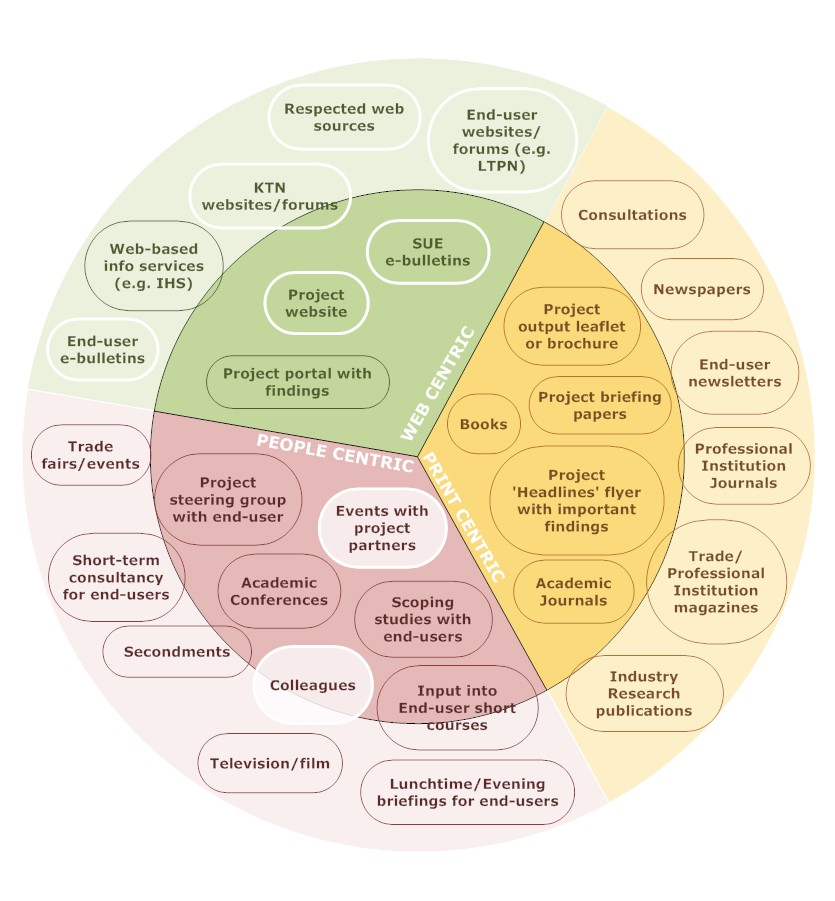 Respected web
sources
End-user
websites/
forums (e.g.
LTPN)
KTN
websites/forums
Web-based
info services
(e.g. IHS)
End-user
e-bulletins
SUE
e-bulletins
Project
website
Project portal with
findings
WEB CENTRIC
Consultations
Newspapers
Project
output leaflet
or brochure
End-user
newsletters
Project briefing
papers
Books
Professional
Institution
Journals
Project
'Headlines' flyer
with important
findings
Trade/
Professional
Institution
magazines
Academic
Journals
Industry
Research
publications
PRINT CENTRIC
PEOPLE CENTRIC
Trade
fairs/events
Project
steering group
with end-user
Events with
project
partners
Short-term
consultancy
for end-users
Academic
Conferences
Scoping
studies with
end-users
Secondments
Colleagues
Input into
End-user short
courses
Television/film
Lunchtime/Evening
briefings for end-users